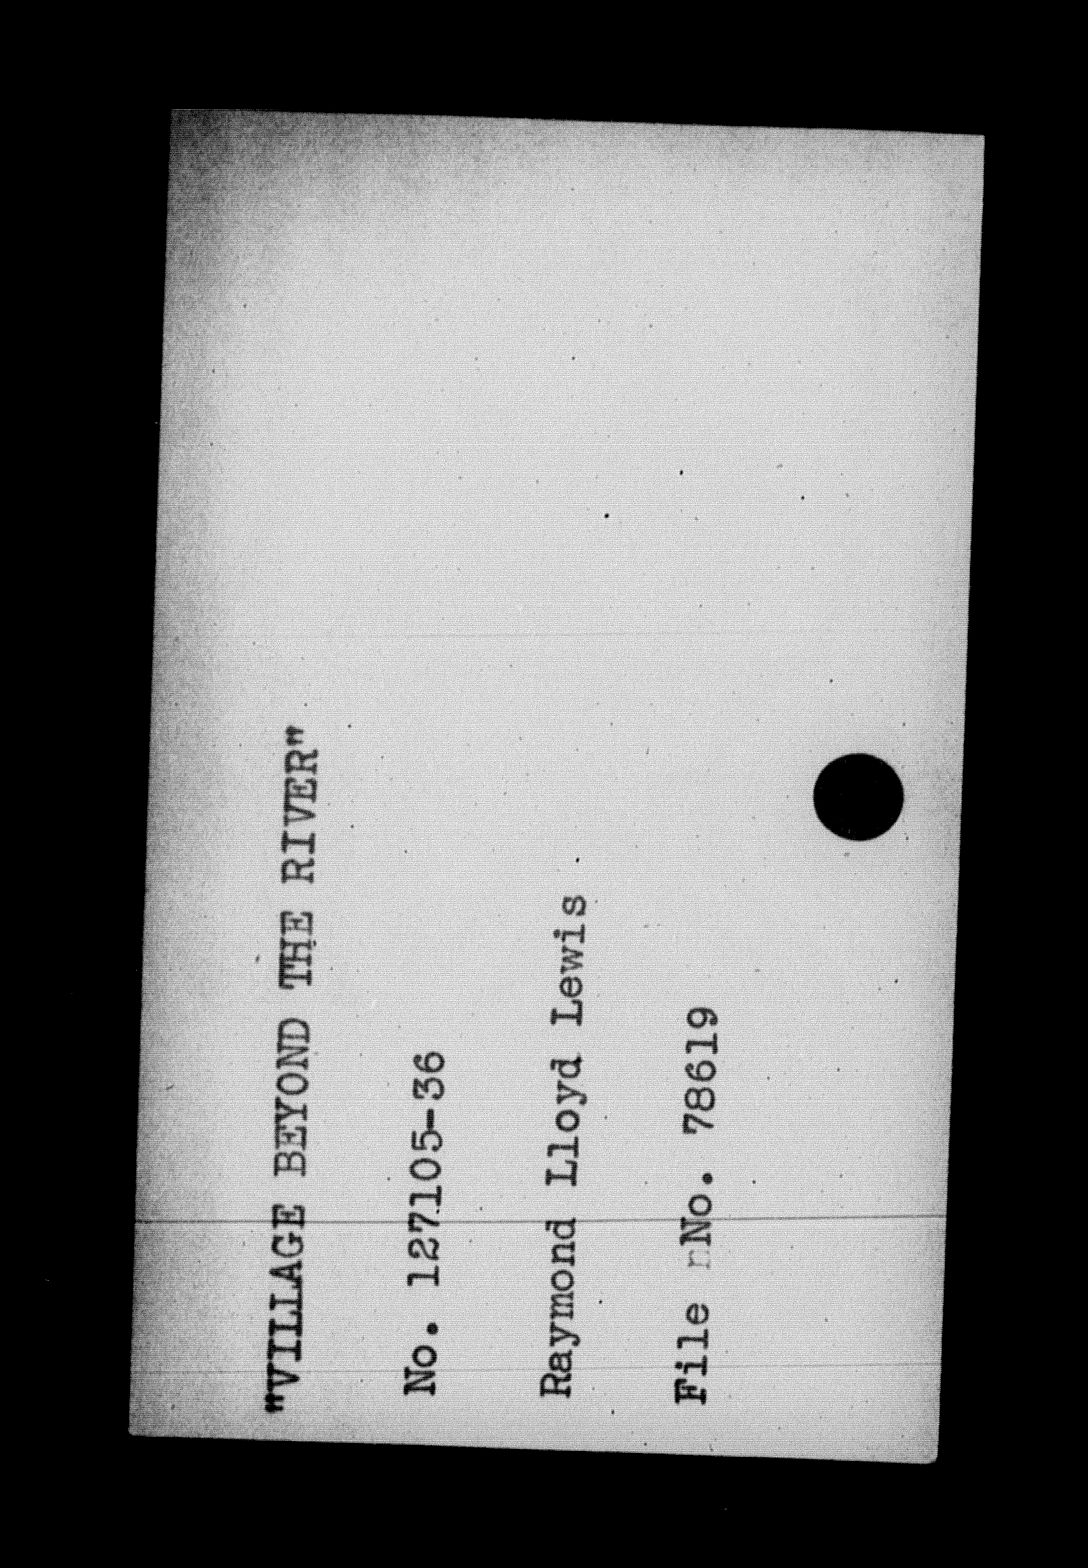 "VILLAGE BEYOND THE RIVER"
No. 127105-36
Raymond Lloyd Lewis
File nNo. 78619